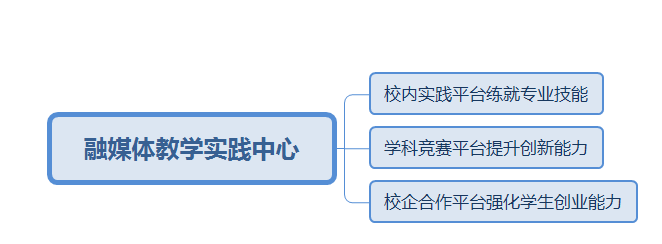 融媒体教学实践中心
校内实践平台练就专业技能
学科竞赛平台提升创新能力
校企合作平台强化学生创业能力